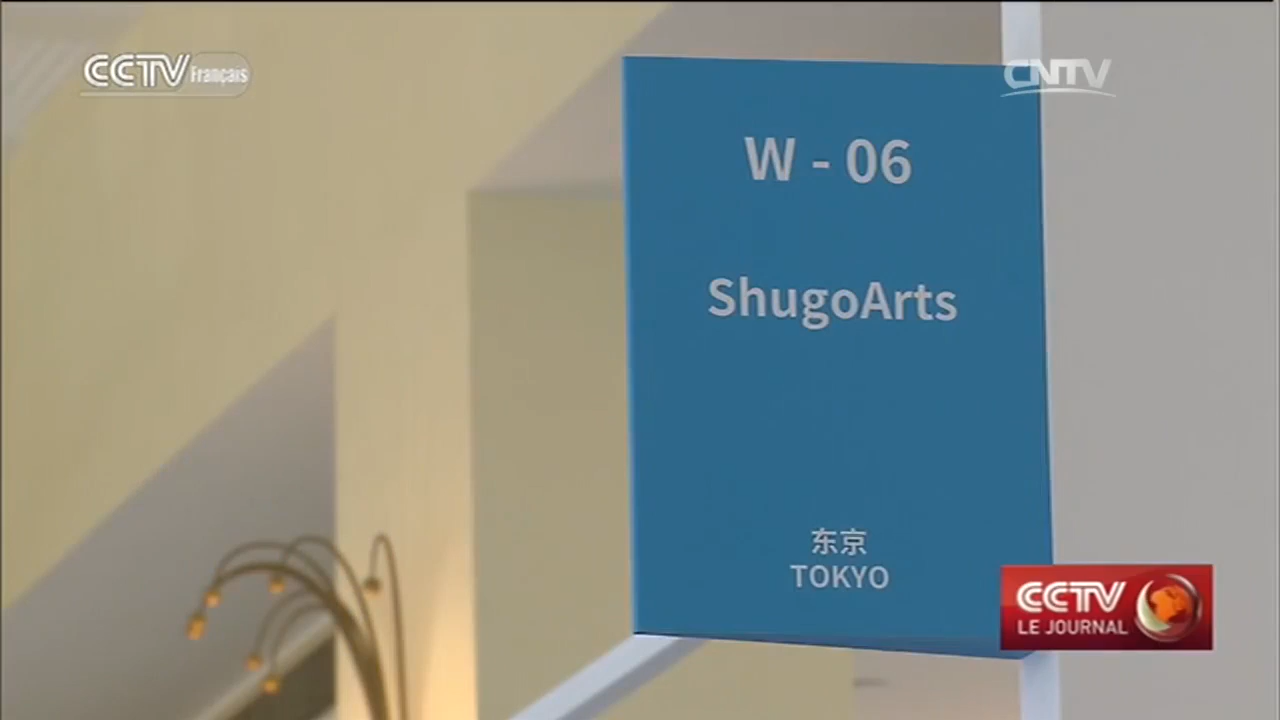 CCTV Français
CNTV
W - 06
ShugoArts
东京
TOKYO
CCTV
LE JOURNAL